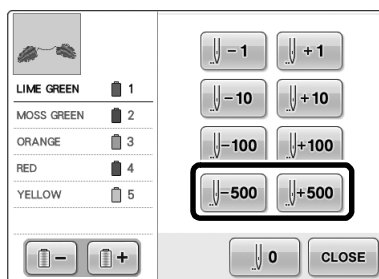 LIME GREEN 1
MOSS GREEN 2
ORANGE 3
RED 4
YELLOW 5
- +
-1 +1
-10 +10
-100 +100
-500 +500
0 CLOSE